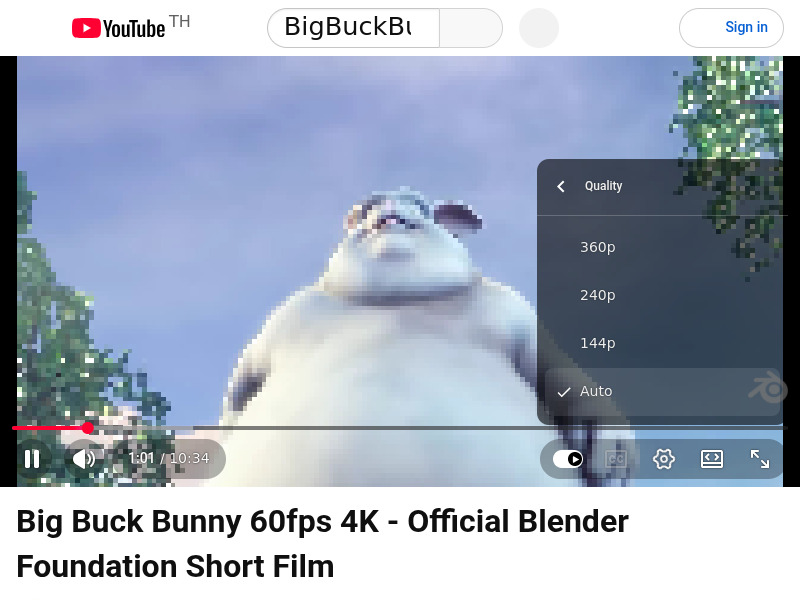 YouTube TH
BigBuckBu
Sign in
Quality
360p
240p
144p
Auto
1:01 / 10:34
CC
Big Buck Bunny 60fps 4K - Official Blender
Foundation Short Film